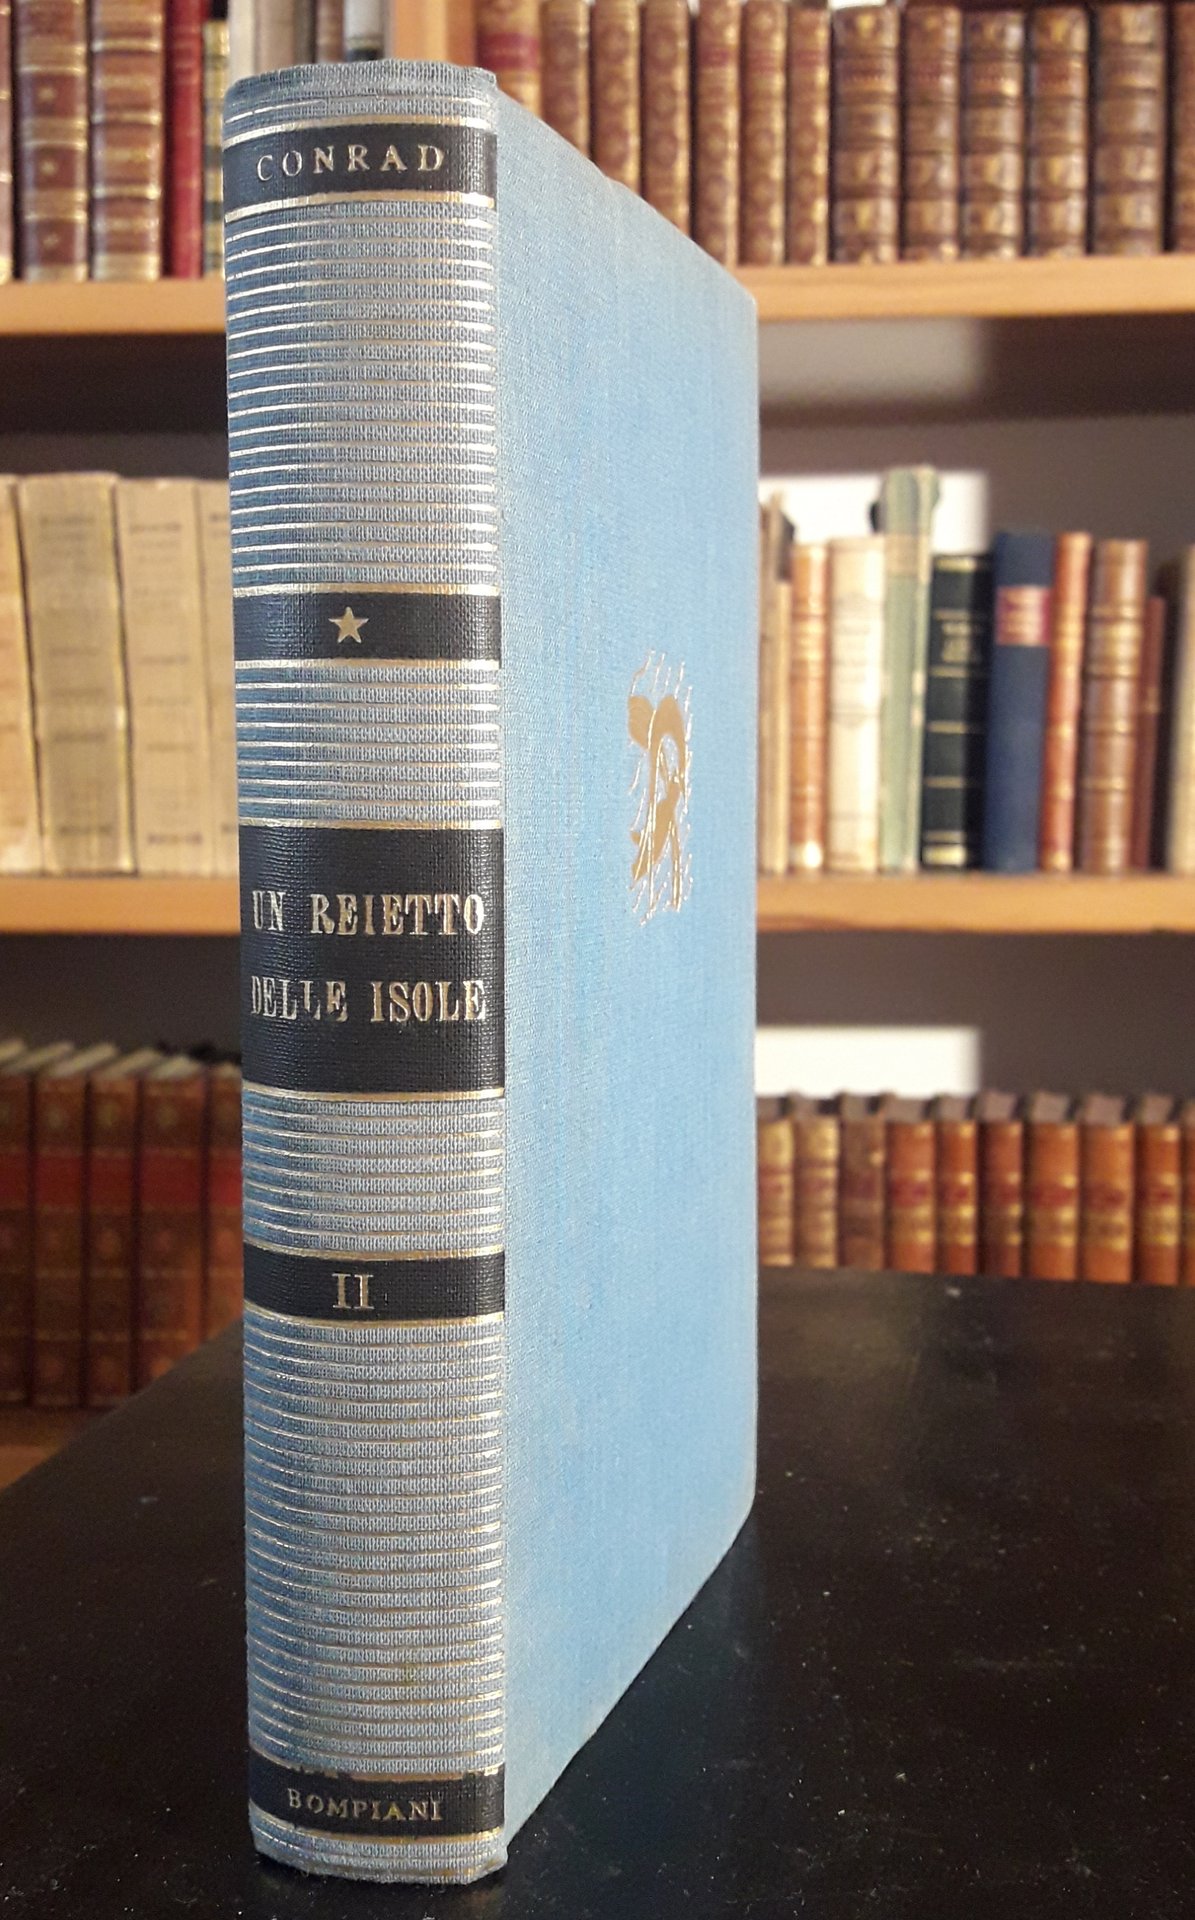 CONRAD
UN REIETTO
DELLE ISOLE
II
BOMPIANI